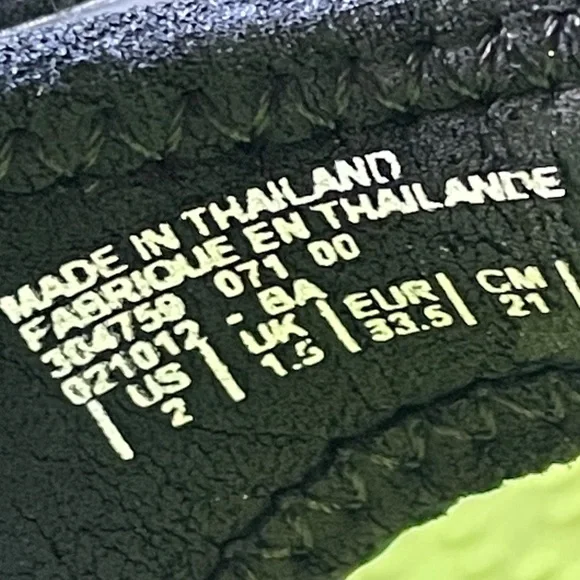 MADE IN THAILAND
FABRIQUE EN THAILANDE
304759 071 00
021012 - BA
US UK EUR CM
2 1.5 33.5 21